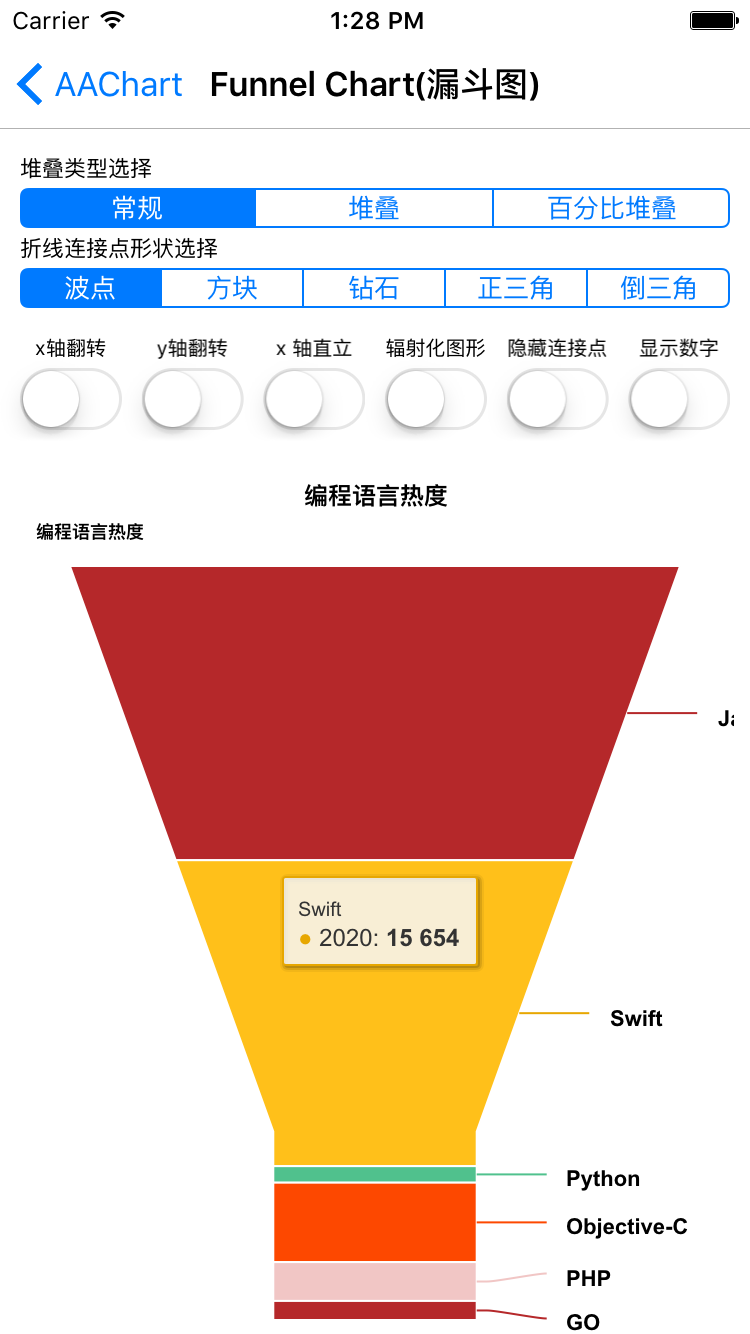 Carrier 1:28 PM
AAChart Funnel Chart(漏斗图)
堆叠类型选择
常规 堆叠 百分比堆叠
折线连接点形状选择
波点 方块 钻石 正三角 倒三角
x轴翻转 y轴翻转 x 轴直立 辐射化图形 隐藏连接点 显示数字
编程语言热度
编程语言热度
Swift
2020: 15 654
Swift
Python
Objective-C
PHP
GO